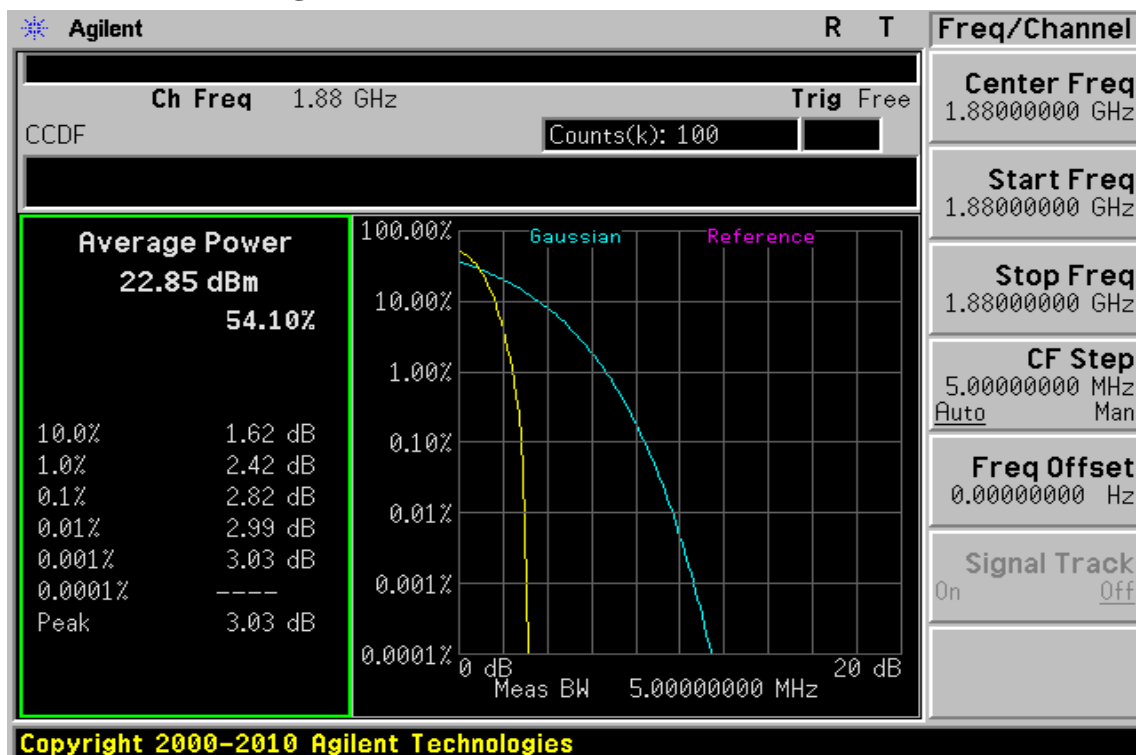 Agilent
R T
Ch Freq 1.88 GHz
Trig Free
CCDF
Counts(k): 100
Average Power
22.85 dBm
54.10%
10.0% 1.62 dB
1.0% 2.42 dB
0.1% 2.82 dB
0.01% 2.99 dB
0.001% 3.03 dB
0.0001% ----
Peak 3.03 dB
Gaussian
Reference
100.00%
10.00%
1.00%
0.10%
0.01%
0.001%
0.0001%
0 dB
20 dB
Meas BW 5.00000000 MHz
Freq/Channel
Center Freq
1.88000000 GHz
Start Freq
1.88000000 GHz
Stop Freq
1.88000000 GHz
CF Step
5.00000000 MHz
Auto Man
Freq Offset
0.00000000 Hz
Signal Track
On Off
Copyright 2000-2010 Agilent Technologies